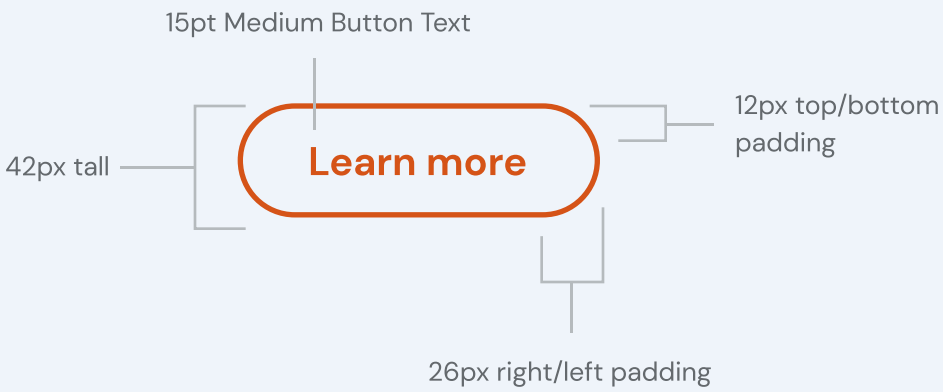 15pt Medium Button Text
12px top/bottom
padding
42px tall
Learn more
26px right/left padding